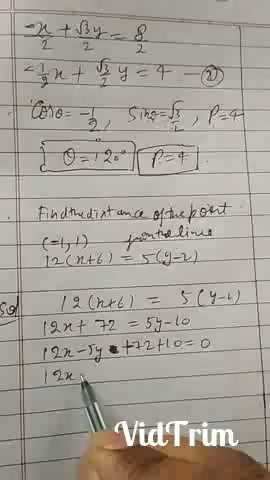 -x/2 + √3y/2 = 8/2
= -1/2 x + √3/2 y = 4 — (2)
Cosθ = -1/2, Sinθ = √3/2, P=4
θ = 120° P=4
Find the distance of the point
(-1,1) from the line
12(x+6) = 5(y-2)
Sol 12(x+6) = 5(y-2)
12x + 72 = 5y-10
12x-5y +72+10=0
12x
VidTrim